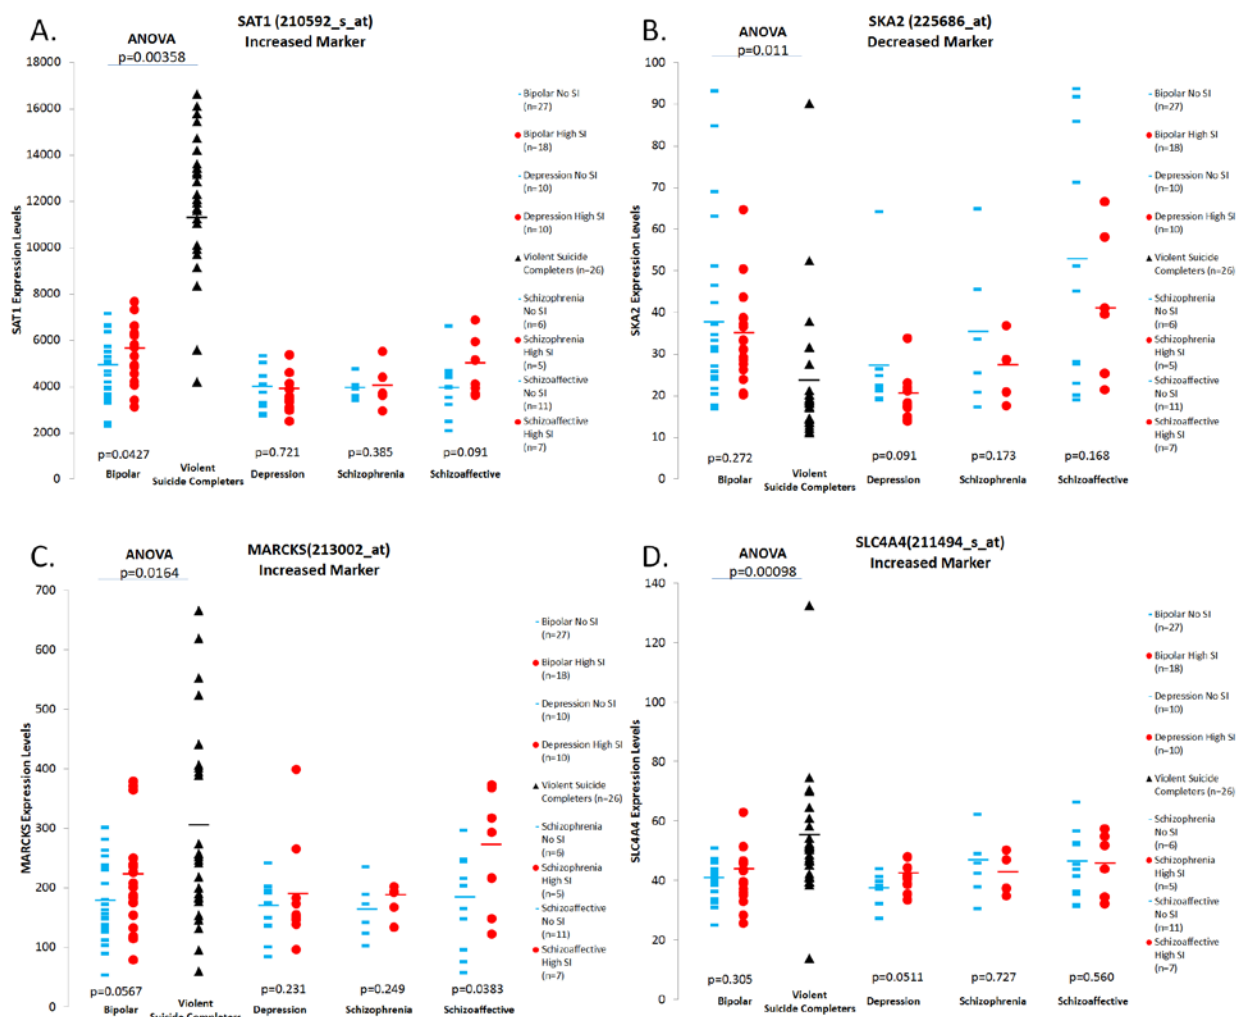 A.
SAT1 (210592_s_at)
Increased Marker
ANOVA
p=0.00358
SAT1 Expression Levels
18000
16000
14000
12000
10000
8000
6000
4000
2000
0
p=0.0427
p=0.721
p=0.385
p=0.091
Bipolar
Violent
Suicide Completers
Depression
Schizophrenia
Schizoaffective
Bipolar No SI
(n=27)
Bipolar High SI
(n=18)
Depression No SI
(n=10)
Depression High SI
(n=10)
Violent Suicide
Completers (n=26)
Schizophrenia
No SI
(n=6)
Schizophrenia
High SI
(n=5)
Schizoaffective
No SI
(n=11)
Schizoaffective
High SI
(n=7)
B.
SKA2 (225686_at)
Decreased Marker
ANOVA
p=0.011
SKA2 Expression Levels
100
90
80
70
60
50
40
30
20
10
0
p=0.272
p=0.091
p=0.173
p=0.168
Bipolar
Violent
Suicide Completers
Depression
Schizophrenia
Schizoaffective
Bipolar No SI
(n=27)
Bipolar High SI
(n=18)
Depression No SI
(n=10)
Depression High SI
(n=10)
Violent Suicide
Completers (n=26)
Schizophrenia
No SI
(n=6)
Schizophrenia
High SI
(n=5)
Schizoaffective
No SI
(n=11)
Schizoaffective
High SI
(n=7)
C.
MARCKS(213002_at)
Increased Marker
ANOVA
p=0.0164
MARCKS Expression Levels
700
600
500
400
300
200
100
0
p=0.0567
p=0.231
p=0.249
p=0.0383
Bipolar
Violent
Suicide Completers
Depression
Schizophrenia
Schizoaffective
Bipolar No SI
(n=27)
Bipolar High SI
(n=18)
Depression No SI
(n=10)
Depression High SI
(n=10)
Violent Suicide
Completers (n=26)
Schizophrenia
No SI
(n=6)
Schizophrenia
High SI
(n=5)
Schizoaffective
No SI
(n=11)
Schizoaffective
High SI
(n=7)
D.
SLC4A4(211494_s_at)
Increased Marker
ANOVA
p=0.00098
SLC4A4 Expression Levels
140
120
100
80
60
40
20
0
p=0.305
p=0.0511
p=0.727
p=0.560
Bipolar
Violent
Suicide Completers
Depression
Schizophrenia
Schizoaffective
Bipolar No SI
(n=27)
Bipolar High SI
(n=18)
Depression No SI
(n=10)
Depression High SI
(n=10)
Violent Suicide
Completers (n=26)
Schizophrenia
No SI
(n=6)
Schizophrenia
High SI
(n=5)
Schizoaffective
No SI
(n=11)
Schizoaffective
High SI
(n=7)